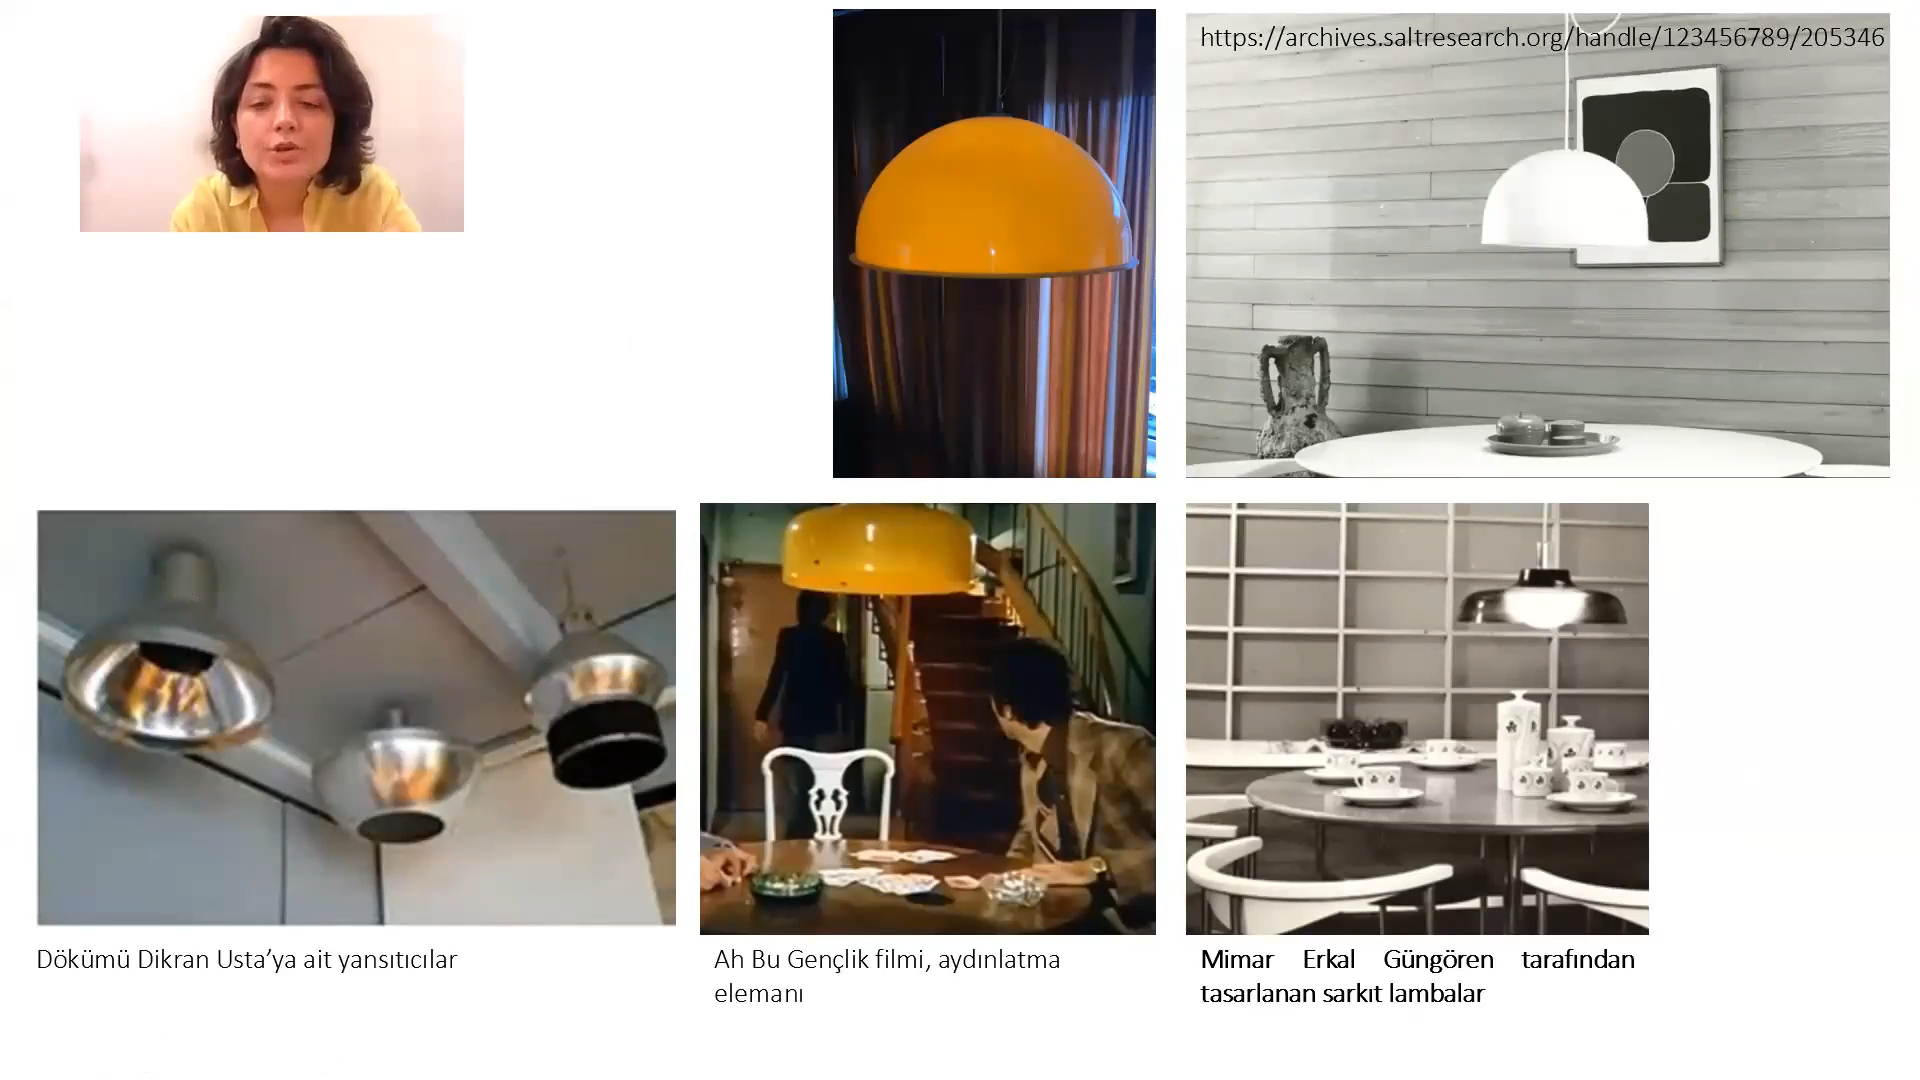 https://archives.saltresearch.org/handle/123456789/205346
Dökümü Dikran Usta’ya ait yansıtıcılar
Ah Bu Gençlik filmi, aydınlatma
elemanı
Mimar Erkal Güngören tarafından
tasarlanan sarkıt lambalar